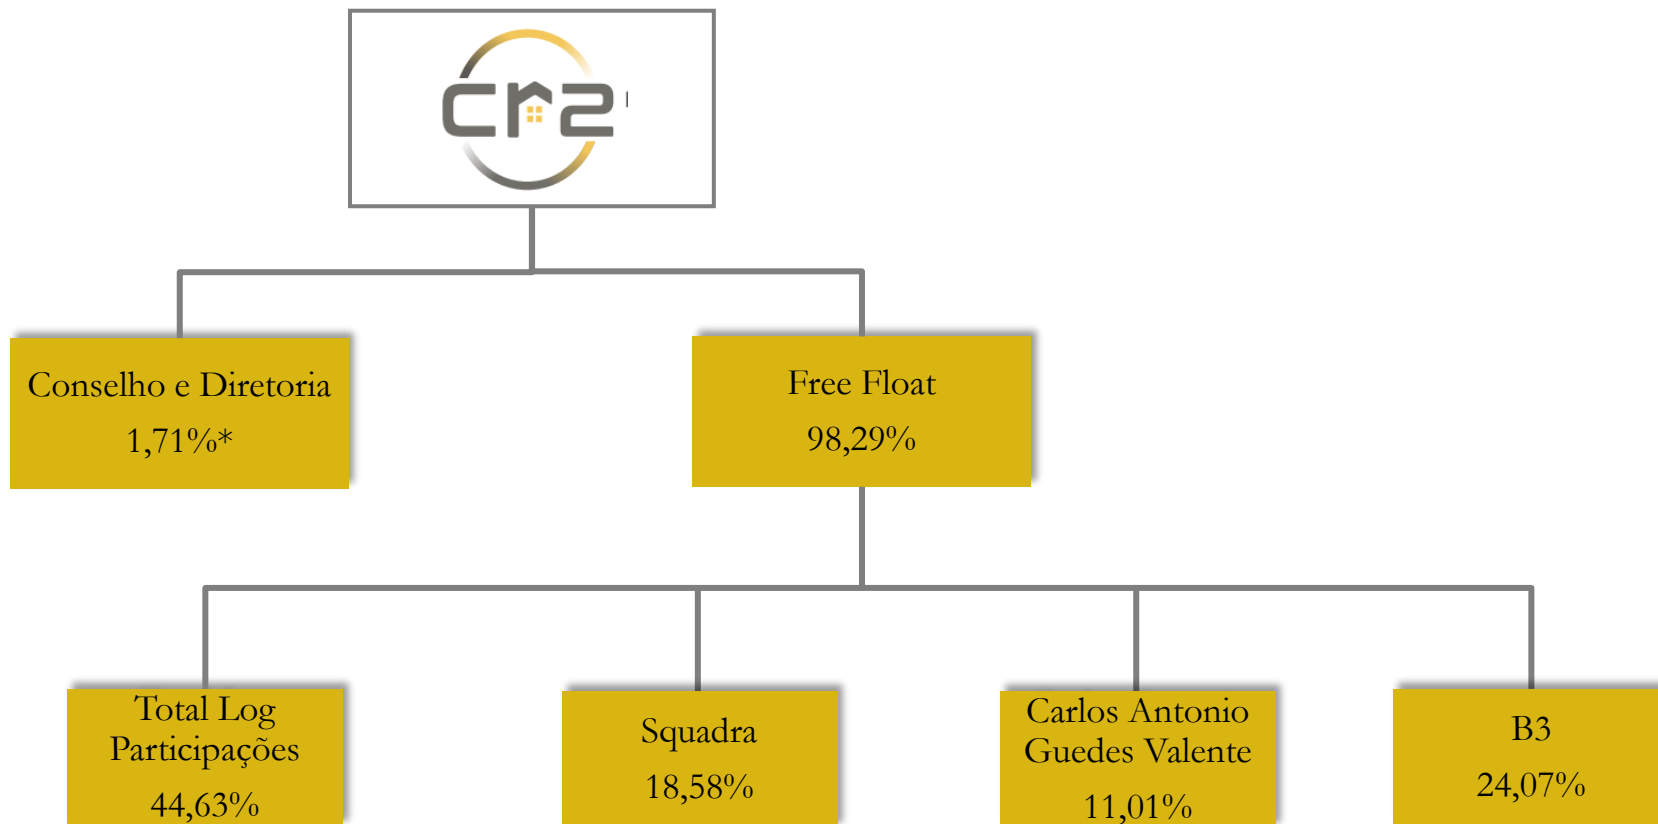 cr2
Conselho e Diretoria
1,71%*
Free Float
98,29%
Total Log
Participações
44,63%
Squadra
18,58%
Carlos Antonio
Guedes Valente
11,01%
B3
24,07%